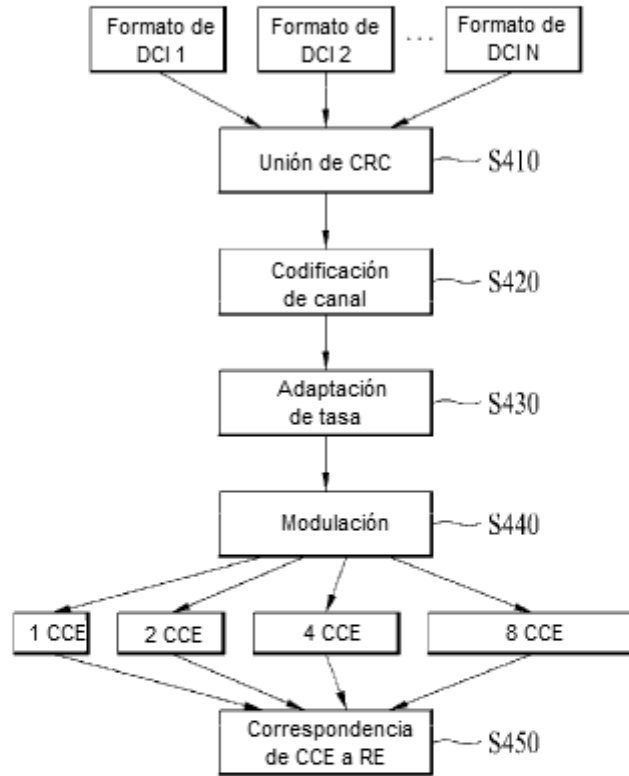 Formato de
DCI 1
Formato de
DCI 2
...
Formato de
DCI N
Unión de CRC
S410
Codificación
de canal
S420
Adaptación
de tasa
S430
Modulación
S440
1 CCE
2 CCE
4 CCE
8 CCE
Correspondencia
de CCE a RE
S450